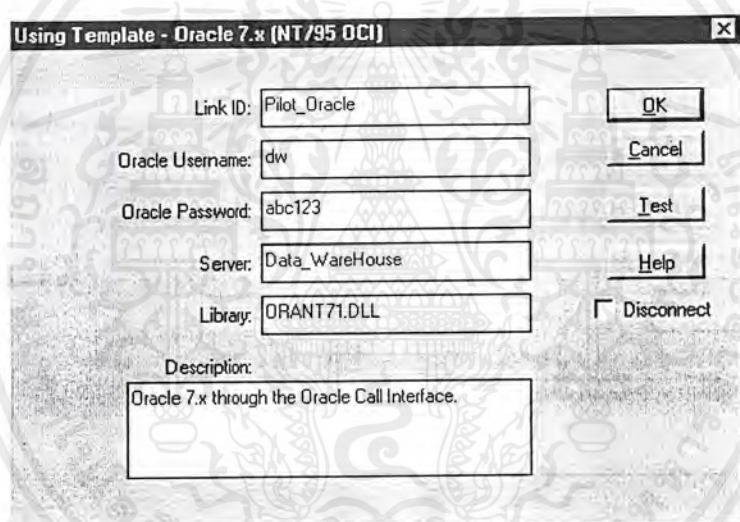 Using Template - Oracle 7.x (NT/95 OCI)
Link ID: Pilot_Oracle
OK
Oracle Username: dw
Cancel
Oracle Password: abc123
Test
Server: Data_WareHouse
Help
Library: ORANT71.DLL
Disconnect
Description:
Oracle 7.x through the Oracle Call Interface.